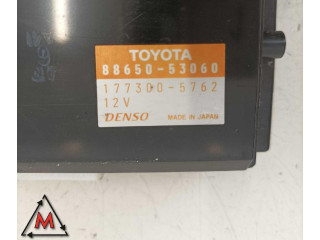 TOYOTA
88650-53060
177300-5762
12V
DENSO MADE IN JAPAN
M